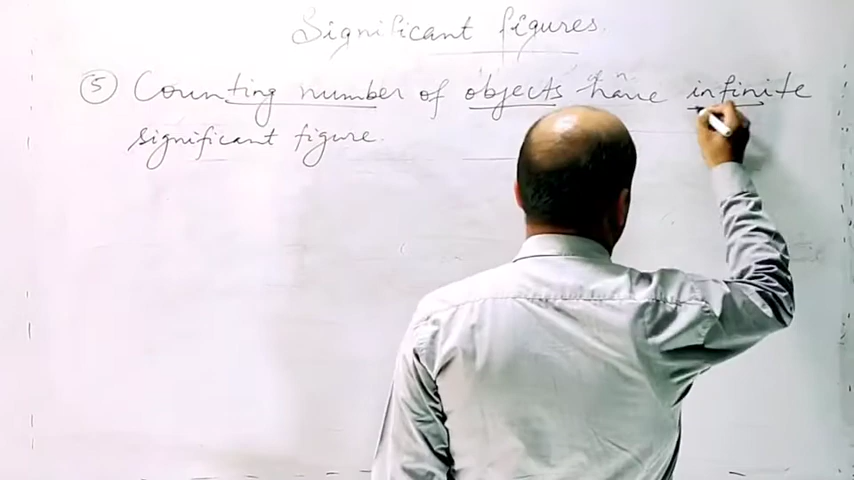 Significant figures.
5 Counting number of objects have infinite
significant figure.